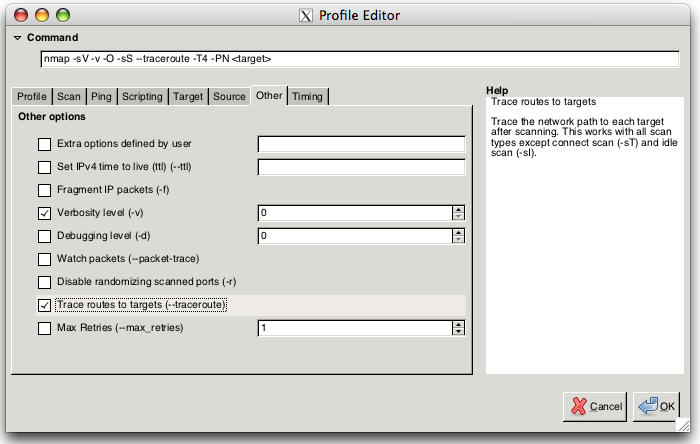 Profile Editor
Command
nmap -sV -v -O -sS --traceroute -T4 -PN <target>
Profile Scan Ping Scripting Target Source Other Timing
Other options
Extra options defined by user
Set IPv4 time to live (ttl) (--ttl)
Fragment IP packets (-f)
Verbosity level (-v) 0
Debugging level (-d) 0
Watch packets (--packet-trace)
Disable randomizing scanned ports (-r)
Trace routes to targets (--traceroute)
Max Retries (--max_retries) 1
Help
Trace routes to targets
Trace the network path to each target
after scanning. This works with all scan
types except connect scan (-sT) and idle
scan (-sI).
Cancel OK